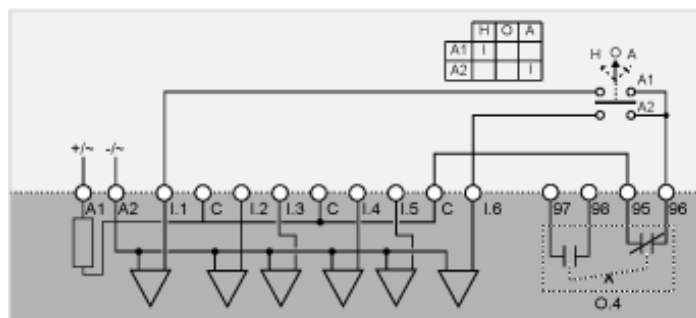 H O A
A1 I
A2 I
H O A
A1
A2
+/~ -/~
A1 A2 I.1 C I.2 I.3 C I.4 I.5 C I.6 97 98 95 96
O.4